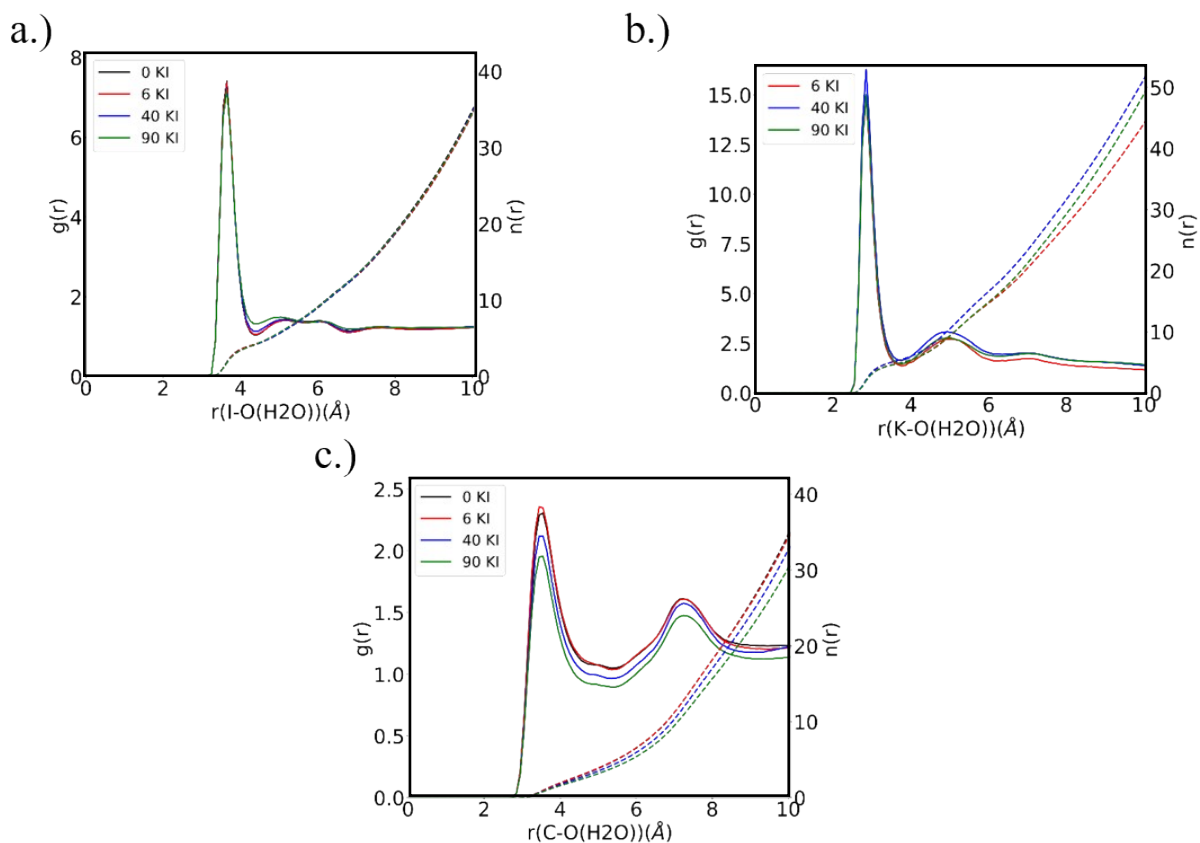 a.)
8
6
4
2
0
g(r)
0 KI
6 KI
40 KI
90 KI
40
30
20
10
0
n(r)
0 2 4 6 8 10
r(I-O(H2O))(Å)
b.)
15.0
12.5
10.0
7.5
5.0
2.5
0.0
g(r)
6 KI
40 KI
90 KI
50
40
30
20
10
0
n(r)
0 2 4 6 8 10
r(K-O(H2O))(Å)
c.)
2.5
2.0
1.5
1.0
0.5
0.0
g(r)
0 KI
6 KI
40 KI
90 KI
40
30
20
10
0
n(r)
0 2 4 6 8 10
r(C-O(H2O))(Å)